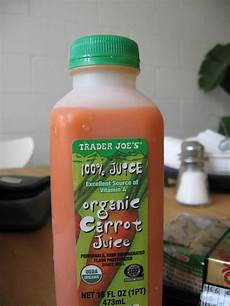 TRADER JOE'S
100% JUICE
Excellent Source of
Vitamin A
organic
Carrot
Juice
USDA
ORGANIC
NET 16 FL OZ (1PT)
473mL